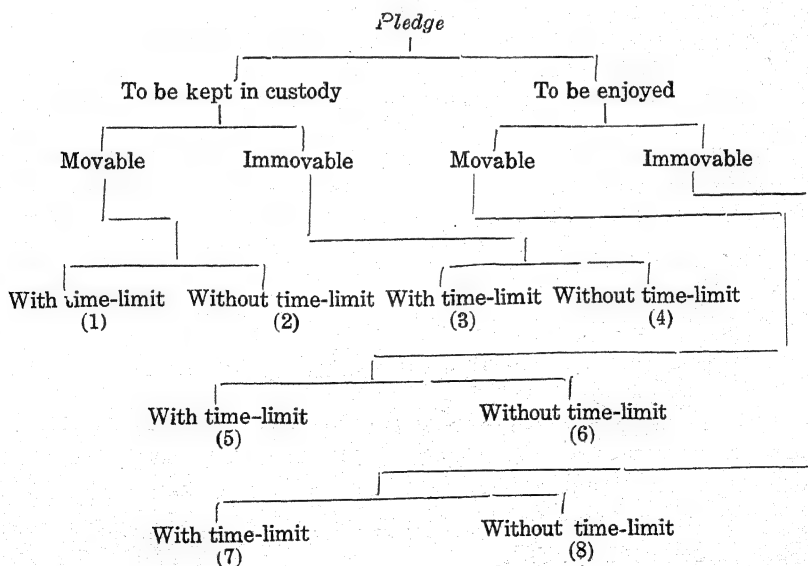 Pledge
To be kept in custody To be enjoyed
Movable Immovable Movable Immovable
With time-limit Without time-limit With time-limit Without time-limit
(1) (2) (3) (4)
With time-limit Without time-limit
(5) (6)
With time-limit Without time-limit
(7) (8)